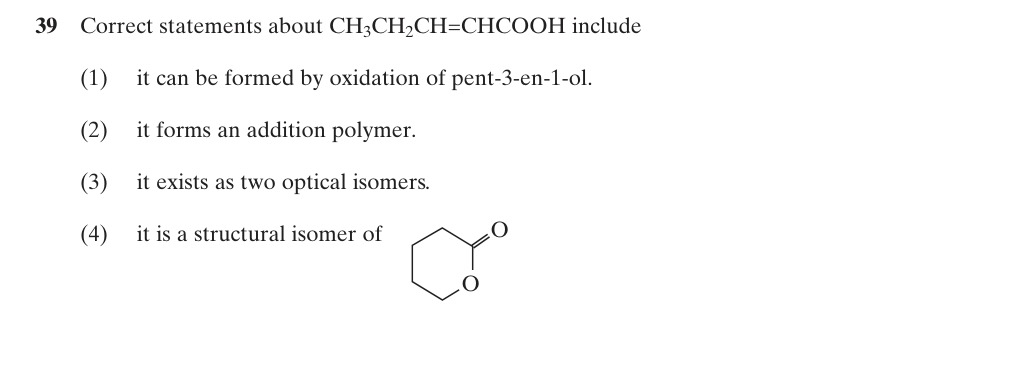 39 Correct statements about CH₃CH₂CH=CHCOOH include
(1) it can be formed by oxidation of pent-3-en-1-ol.
(2) it forms an addition polymer.
(3) it exists as two optical isomers.
(4) it is a structural isomer of
O
O